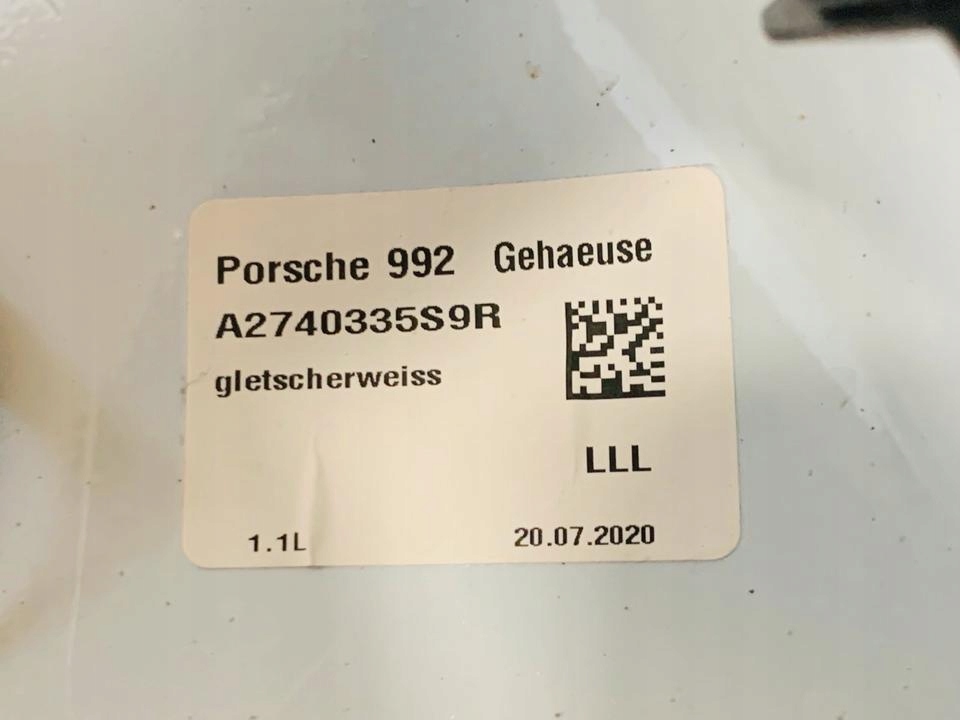 Porsche 992 Gehaeuse
A2740335S9R
gletscherweiss
LLL
1.1L 20.07.2020